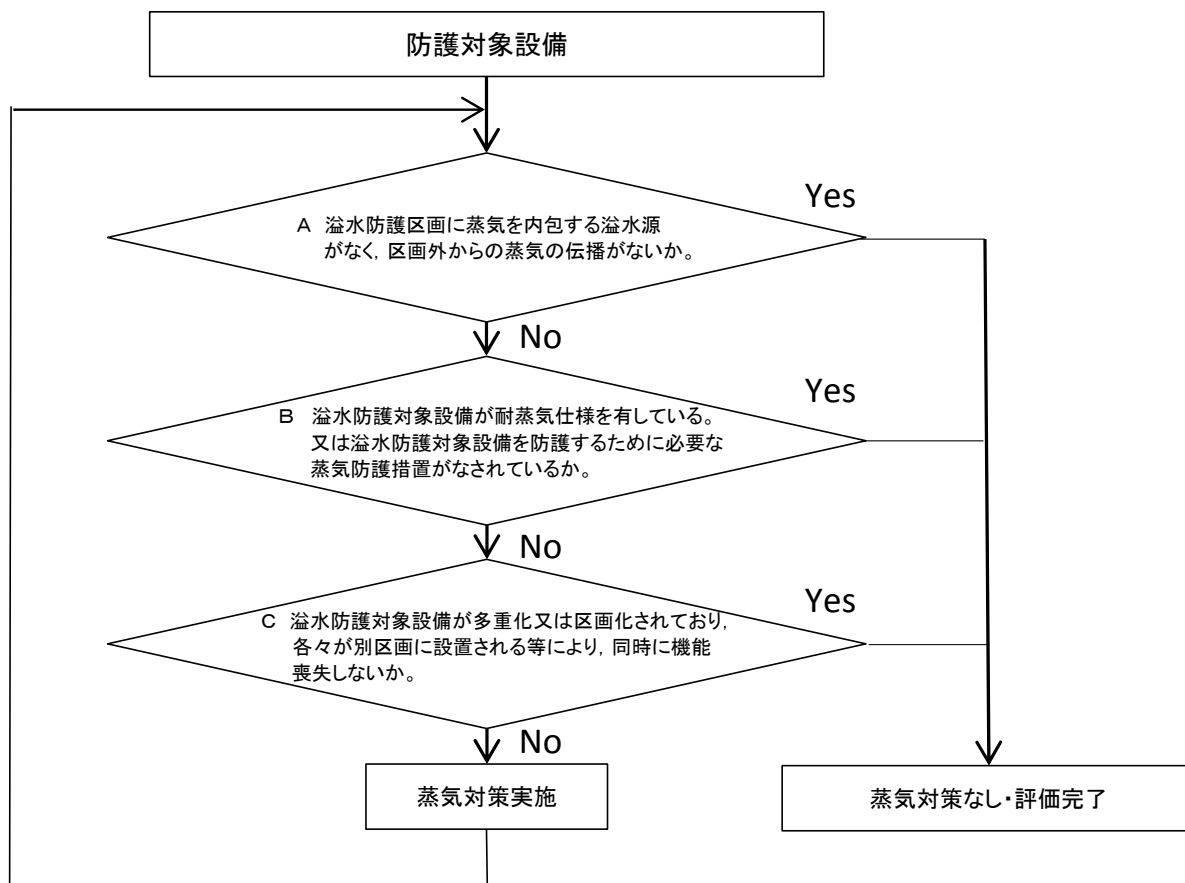 防護対象設備
Yes
A 溢水防護区画に蒸気を内包する溢水源
がなく，区画外からの蒸気の伝播がないか。
No
Yes
B 溢水防護対象設備が耐蒸気仕様を有している。
又は溢水防護対象設備を防護するために必要な
蒸気防護措置がなされているか。
No
Yes
C 溢水防護対象設備が多重化又は区画化されており，
各々が別区画に設置される等により，同時に機能
喪失しないか。
No
蒸気対策実施
蒸気対策なし・評価完了